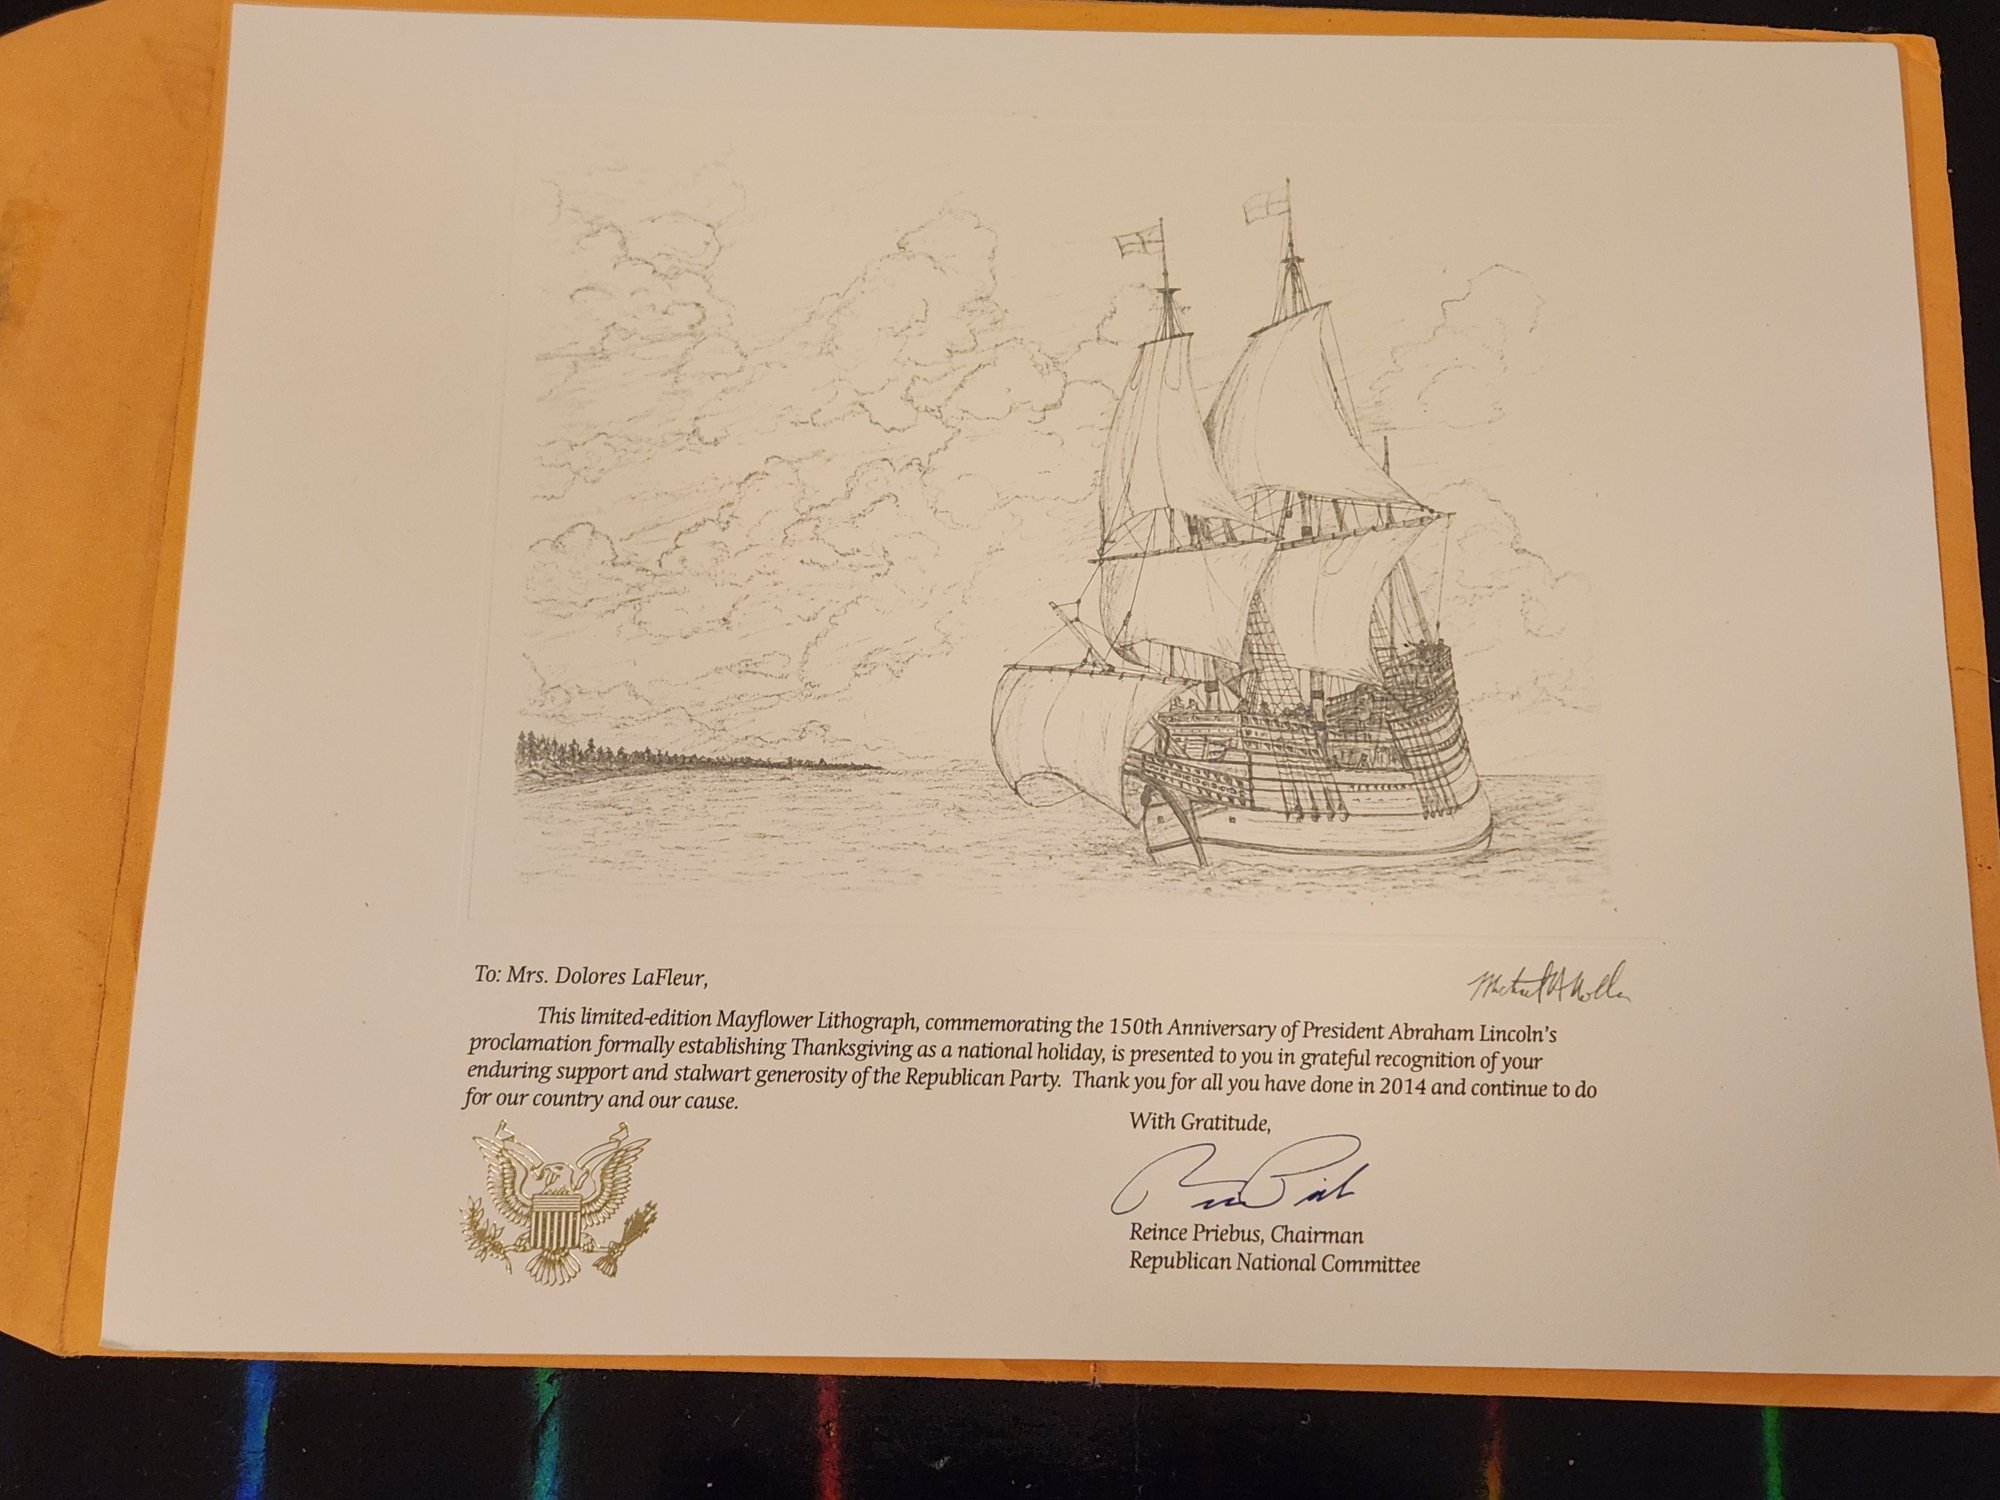 To: Mrs. Dolores LaFleur,
This limited-edition Mayflower Lithograph, commemorating the 150th Anniversary of President Abraham Lincoln's
proclamation formally establishing Thanksgiving as a national holiday, is presented to you in grateful recognition of your
enduring support and stalwart generosity of the Republican Party. Thank you for all you have done in 2014 and continue to do
for our country and our cause.
With Gratitude,
Reince Priebus, Chairman
Republican National Committee